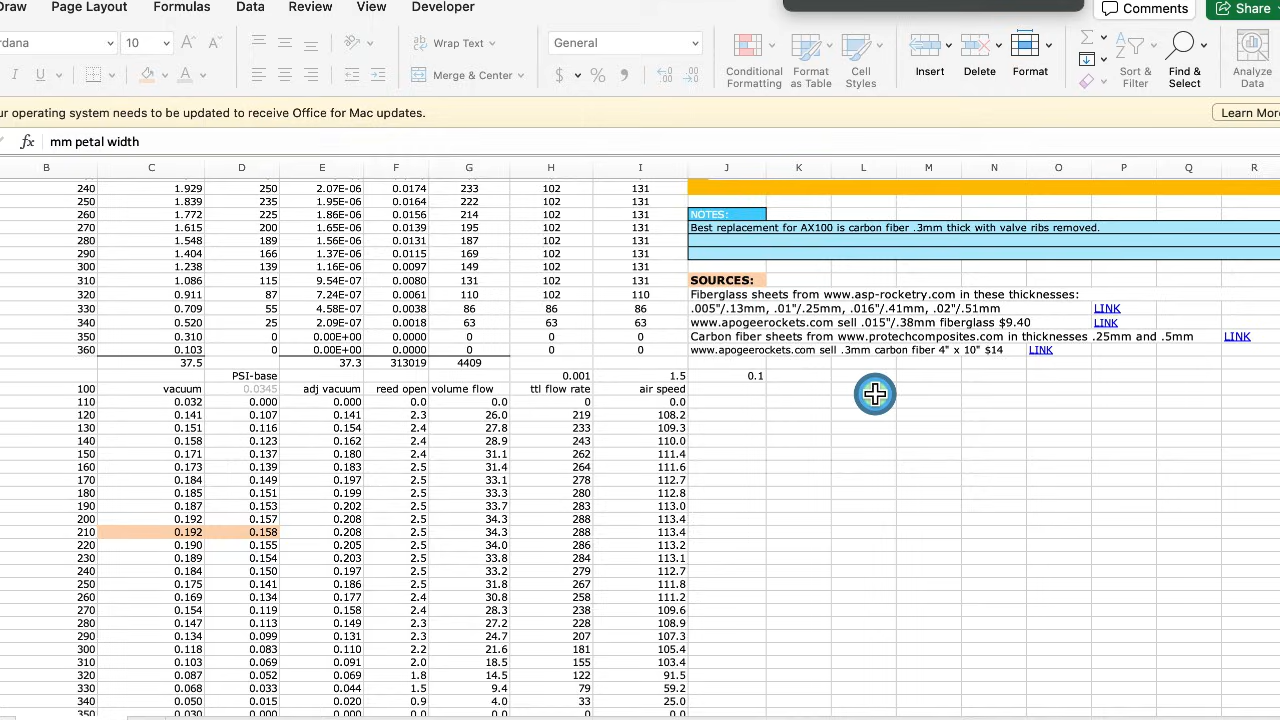 Draw Page Layout Formulas Data Review View Developer Comments Share
rdana 10 A A ab Wrap Text General
I U A Merge & Center $ % Conditional Formatting Format as Table Cell Styles Insert Delete Format Sort & Filter Find & Select Analyze Data
ur operating system needs to be updated to receive Office for Mac updates. Learn More
fx mm petal width
B C D E F G H I J K L M N O P Q R
240 1.929 250 2.07E-06 0.0174 233 102 131
250 1.839 235 1.95E-06 0.0164 222 102 131
260 1.772 225 1.86E-06 0.0156 214 102 131 NOTES:
270 1.615 200 1.65E-06 0.0139 195 102 131 Best replacement for AX100 is carbon fiber .3mm thick with valve ribs removed.
280 1.548 189 1.56E-06 0.0131 187 102 131
290 1.404 166 1.37E-06 0.0115 169 102 131
300 1.238 139 1.16E-06 0.0097 149 102 131
310 1.086 115 9.54E-07 0.0080 131 102 131 SOURCES:
320 0.911 87 7.24E-07 0.0061 110 102 110 Fiberglass sheets from www.asp-rocketry.com in these thicknesses:
330 0.709 55 4.58E-07 0.0038 86 86 86 .005"/.13mm, .01"/.25mm, .016"/.41mm, .02"/.51mm LINK
340 0.520 25 2.09E-07 0.0018 63 63 63 www.apogeerockets.com sell .015"/.38mm fiberglass $9.40 LINK
350 0.310 0 0.00E+00 0.0000 0 0 0 Carbon fiber sheets from www.protechcomposites.com in thicknesses .25mm and .5mm LINK
360 0.103 0 0.00E+00 0.0000 0 0 0 www.apogeerockets.com sell .3mm carbon fiber 4" x 10" $14 LINK
37.5 37.3 313019 4409
PSI-base 0.001 1.5 0.1
100 vacuum 0.0345 adj vacuum reed open volume flow ttl flow rate air speed
110 0.032 0.000 0.000 0.0 0.0 0 0.0
120 0.141 0.107 0.141 2.3 26.0 219 108.2
130 0.151 0.116 0.154 2.4 27.8 233 109.3
140 0.158 0.123 0.162 2.4 28.9 243 110.0
150 0.171 0.137 0.180 2.4 31.1 262 111.4
160 0.173 0.139 0.183 2.5 31.4 264 111.6
170 0.184 0.149 0.197 2.5 33.1 278 112.7
180 0.185 0.151 0.199 2.5 33.3 280 112.8
190 0.187 0.153 0.202 2.5 33.7 283 113.0
200 0.192 0.157 0.208 2.5 34.3 288 113.4
210 0.192 0.158 0.208 2.5 34.3 288 113.4
220 0.190 0.155 0.205 2.5 34.0 286 113.2
230 0.189 0.154 0.203 2.5 33.8 284 113.1
240 0.184 0.150 0.197 2.5 33.2 279 112.7
250 0.175 0.141 0.186 2.5 31.8 267 111.8
260 0.169 0.134 0.177 2.4 30.8 258 111.2
270 0.154 0.119 0.158 2.4 28.3 238 109.6
280 0.147 0.113 0.149 2.3 27.2 228 108.9
290 0.134 0.099 0.131 2.3 24.7 207 107.3
300 0.118 0.083 0.110 2.2 21.6 181 105.4
310 0.103 0.069 0.091 2.0 18.5 155 103.4
320 0.087 0.052 0.069 1.8 14.5 122 91.5
330 0.068 0.033 0.044 1.5 9.4 79 59.2
340 0.050 0.015 0.020 0.9 4.0 33 25.0
350 0.030 0.000 0.000 0.0 0.0 0 0.0